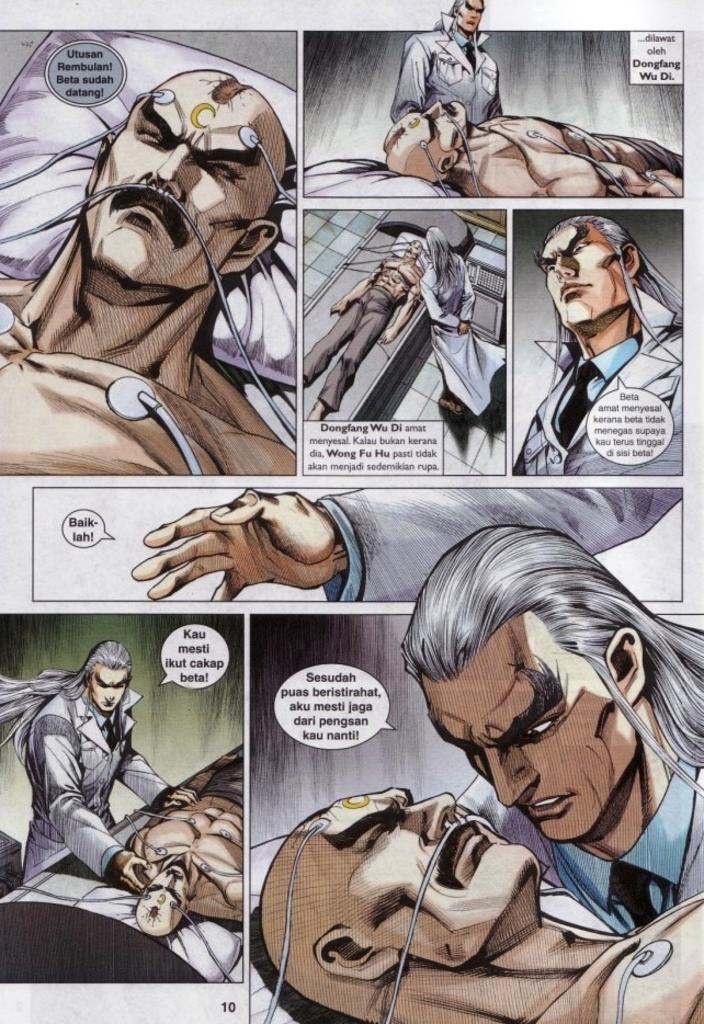 Utusan
Rembulan!
Beta sudah
datang!
...dilawat
oleh
Dongfang
Wu Di.
Dongfang Wu Di amat
menyesal. Kalau bukan kerana
dia, Wong Fu Hu pasti tidak
akan menjadi sedemikian rupa.
Beta
amat menyesal
kerana beta tidak
menegas supaya
kau terus tinggal
di sisi beta!
Baik-
lah!
Kau
mesti
ikut cakap
beta!
Sesudah
puas beristirahat,
aku mesti jaga
dari pengsan
kau nanti!
10